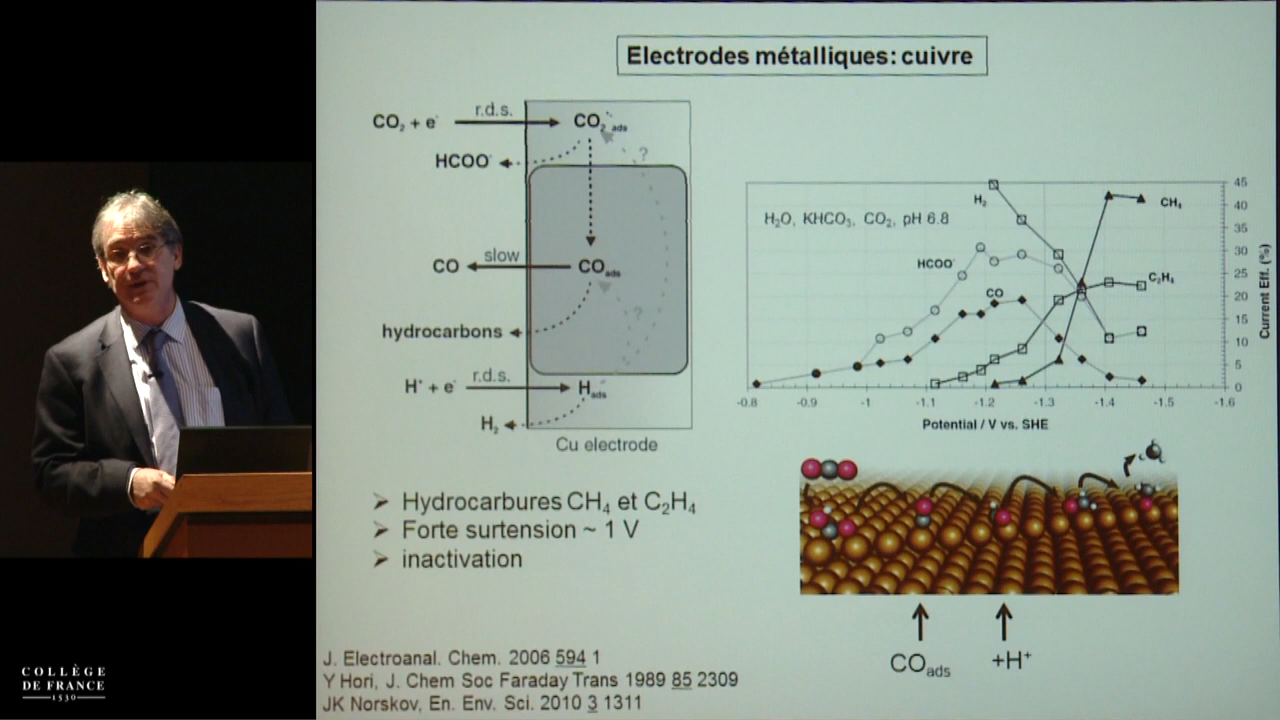 Electrodes métalliques: cuivre
r.d.s.
CO₂ + e⁻
CO₂⁻ ads
HCOO⁻
?
slow
CO
COads
?
hydrocarbons
r.d.s.
H⁺ + e⁻
Hads
H₂
Cu electrode
H₂O, KHCO₃, CO₂, pH 6.8
H₂
HCOO⁻
CO
CH₄
C₂H₄
45
40
35
30
25
20
15
10
5
0
Current Eff. (%)
-0.8 -0.9 -1 -1.1 -1.2 -1.3 -1.4 -1.5 -1.6
Potential / V vs. SHE
➢ Hydrocarbures CH₄ et C₂H₄
➢ Forte surtension ~ 1 V
➢ inactivation
COads +H⁺
J. Electroanal. Chem. 2006 594 1
Y Hori, J. Chem Soc Faraday Trans 1989 85 2309
JK Norskov, En. Env. Sci. 2010 3 1311
COLLÈGE
DE FRANCE
1530